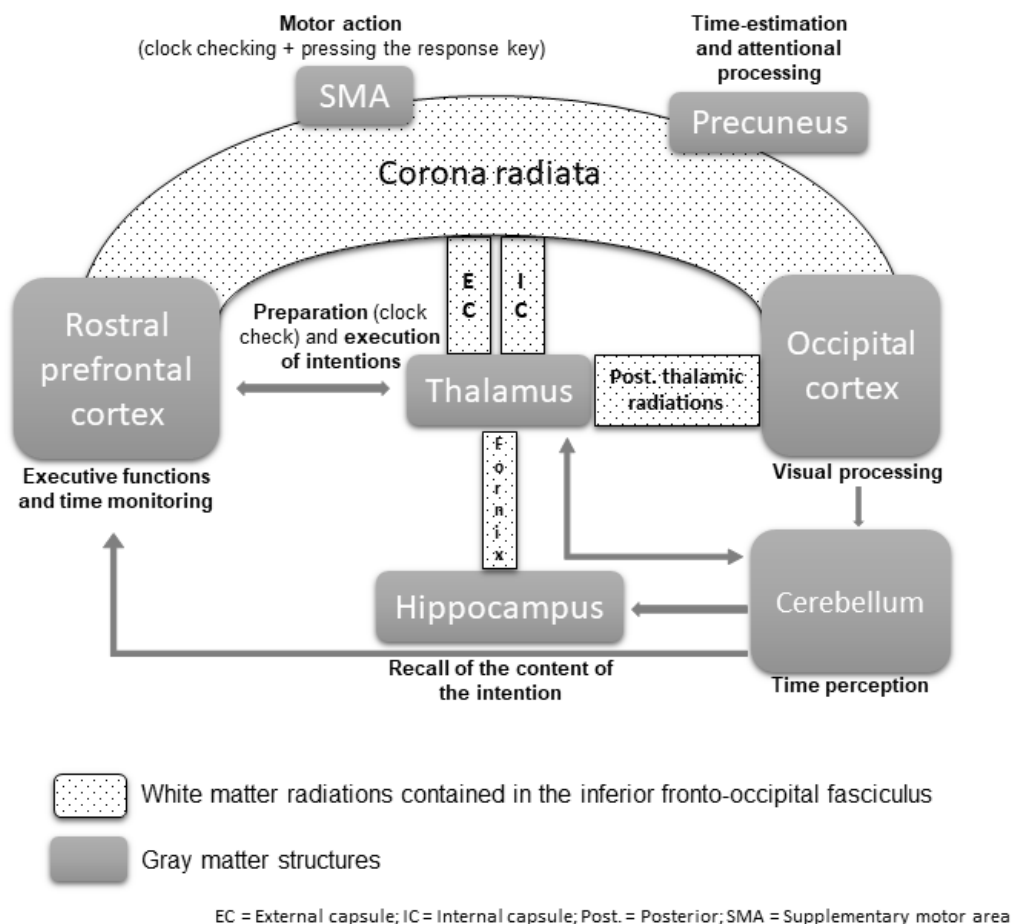 Motor action
(clock checking + pressing the response key)
Time-estimation
and attentional
processing
SMA
Precuneus
Corona radiata
E
C
I
C
Rostral
prefrontal
cortex
Preparation (clock
check) and execution
of intentions
Thalamus
Post. thalamic
radiations
Occipital
cortex
Executive functions
and time monitoring
Visual processing
Fornix
Hippocampus
Cerebellum
Recall of the content of
the intention
Time perception
White matter radiations contained in the inferior fronto-occipital fasciculus
Gray matter structures
EC = External capsule; IC = Internal capsule; Post. = Posterior; SMA = Supplementary motor area